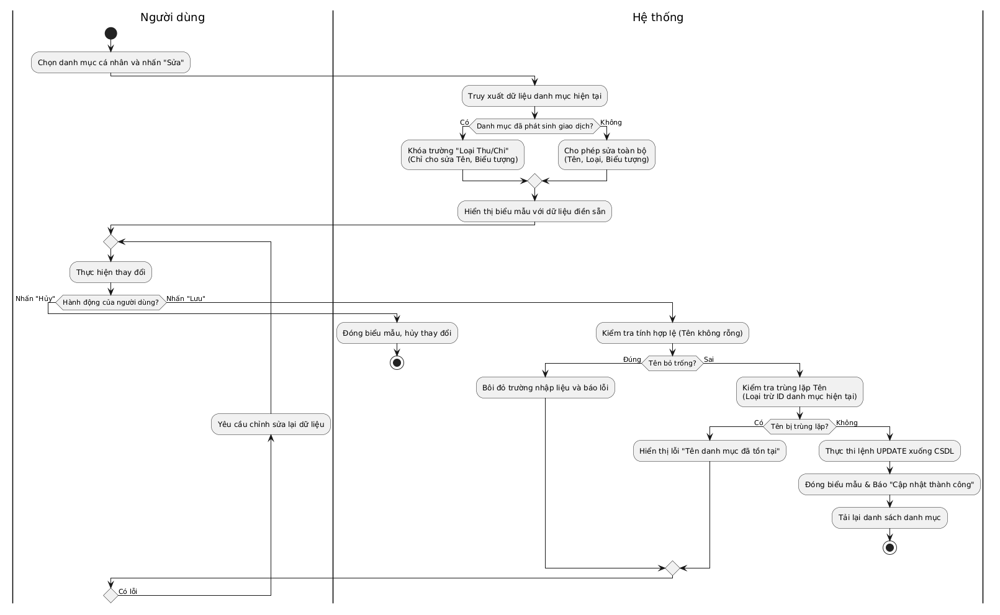 Người dùng
Hệ thống
Chọn danh mục cá nhân và nhấn "Sửa"
Truy xuất dữ liệu danh mục hiện tại
Có
Danh mục đã phát sinh giao dịch?
Không
Khóa trường "Loại Thu/Chi"
(Chỉ cho sửa Tên, Biểu tượng)
Cho phép sửa toàn bộ
(Tên, Loại, Biểu tượng)
Hiển thị biểu mẫu với dữ liệu điền sẵn
Thực hiện thay đổi
Nhấn "Hủy"
Hành động của người dùng?
Nhấn "Lưu"
Đóng biểu mẫu, hủy thay đổi
Kiểm tra tính hợp lệ (Tên không rỗng)
Đúng
Tên bỏ trống?
Sai
Bôi đỏ trường nhập liệu và báo lỗi
Kiểm tra trùng lặp Tên
(Loại trừ ID danh mục hiện tại)
Yêu cầu chỉnh sửa lại dữ liệu
Có
Tên bị trùng lặp?
Không
Hiển thị lỗi "Tên danh mục đã tồn tại"
Thực thi lệnh UPDATE xuống CSDL
Đóng biểu mẫu & Báo "Cập nhật thành công"
Tải lại danh sách danh mục
Có lỗi